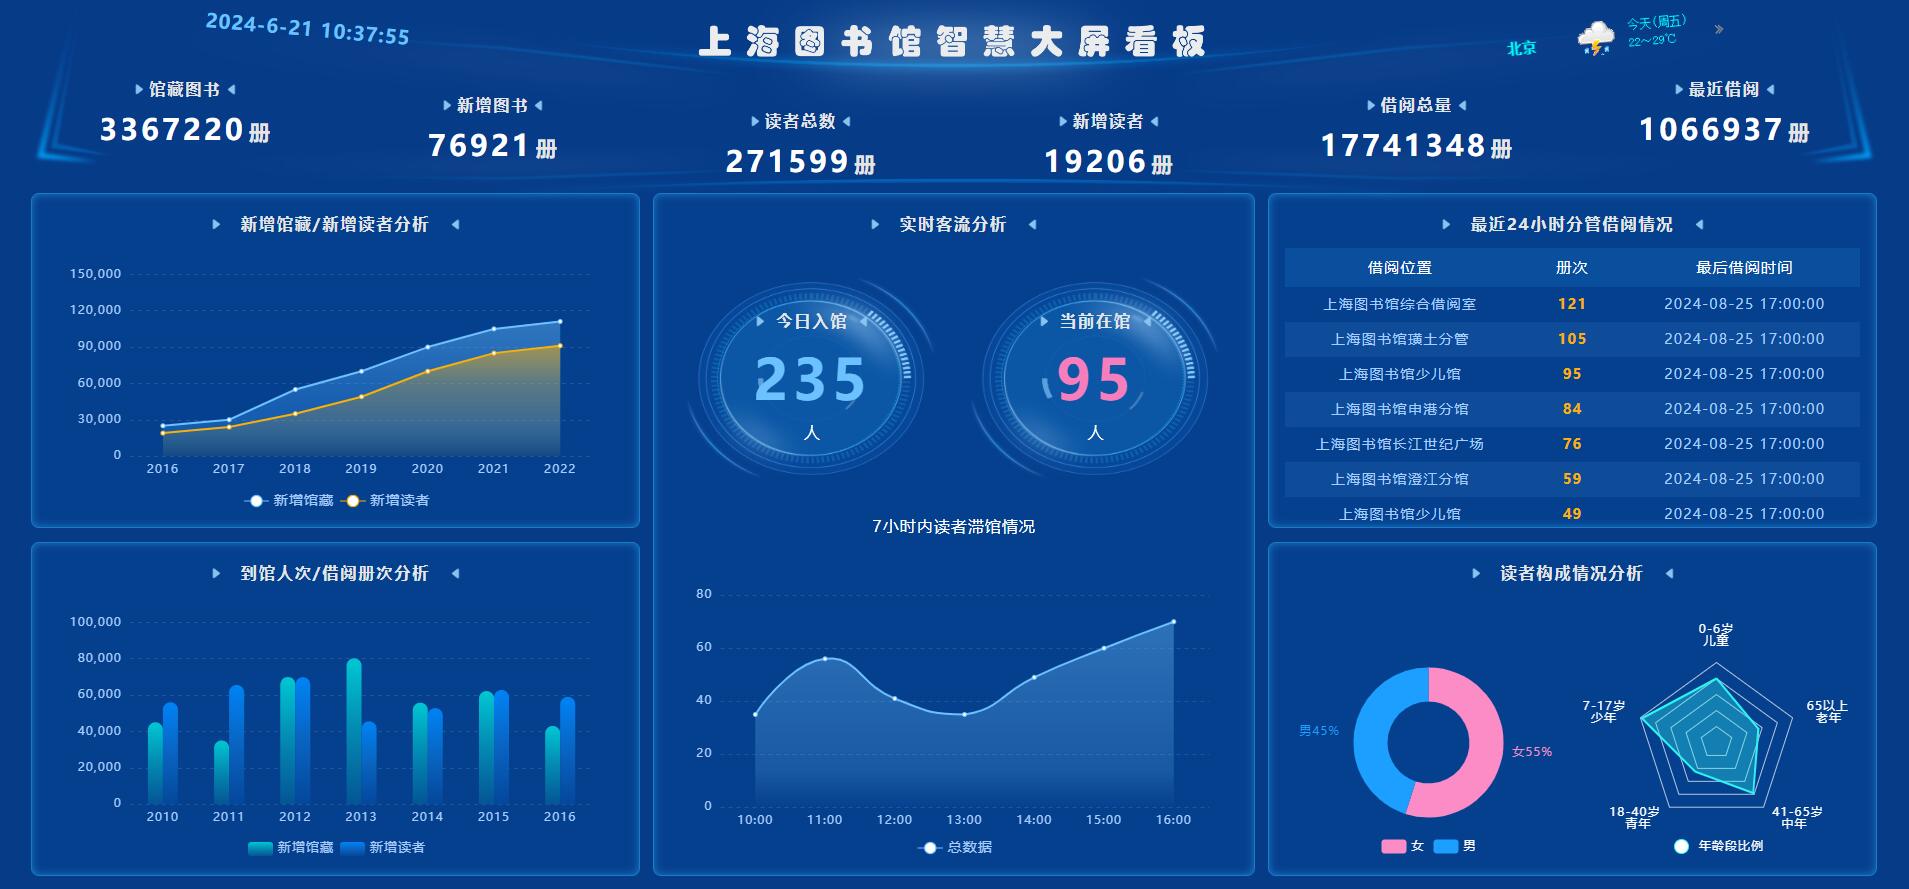 2024-6-21 10:37:55
上海图书馆智慧大屏看板
北京
今天(周五)
22～29℃
馆藏图书
3367220册
新增图书
76921册
读者总数
271599册
新增读者
19206册
借阅总量
17741348册
最近借阅
1066937册
新增馆藏/新增读者分析
150,000
120,000
90,000
60,000
30,000
0
2016 2017 2018 2019 2020 2021 2022
新增馆藏 新增读者
到馆人次/借阅册次分析
100,000
80,000
60,000
40,000
20,000
0
2010 2011 2012 2013 2014 2015 2016
新增馆藏 新增读者
实时客流分析
今日入馆
235
人
当前在馆
95
人
7小时内读者滞馆情况
80
60
40
20
0
10:00 11:00 12:00 13:00 14:00 15:00 16:00
总数据
最近24小时分管借阅情况
借阅位置 册次 最后借阅时间
上海图书馆综合借阅室 121 2024-08-25 17:00:00
上海图书馆璜土分管 105 2024-08-25 17:00:00
上海图书馆少儿馆 95 2024-08-25 17:00:00
上海图书馆申港分馆 84 2024-08-25 17:00:00
上海图书馆长江世纪广场 76 2024-08-25 17:00:00
上海图书馆澄江分馆 59 2024-08-25 17:00:00
上海图书馆少儿馆 49 2024-08-25 17:00:00
读者构成情况分析
男45%
女55%
女 男
0-6岁
儿童
7-17岁
少年
65以上
老年
18-40岁
青年
41-65岁
中年
年龄段比例